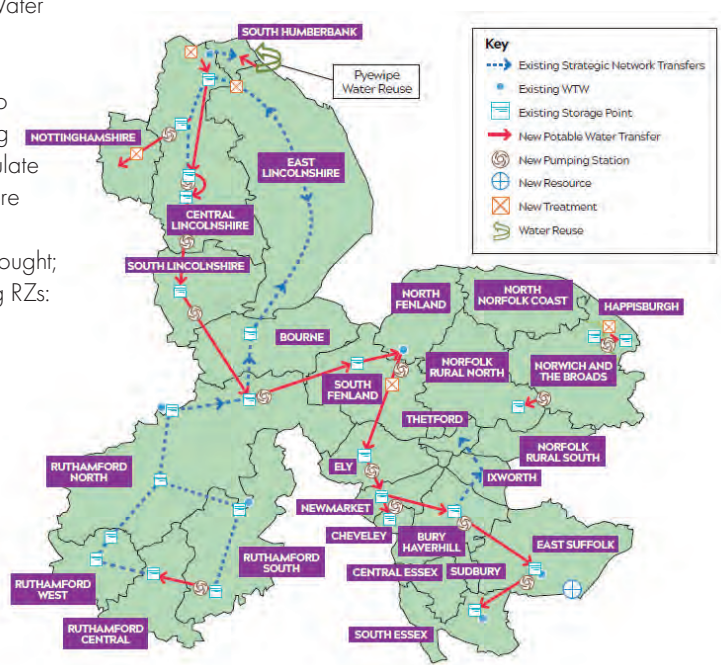 Water
o
g
ulate
re
ought;
g RZs:
SOUTH HUMBERBANK
Pyewipe
Water Reuse
Key
Existing Strategic Network Transfers
Existing WTW
Existing Storage Point
New Potable Water Transfer
New Pumping Station
New Resource
New Treatment
Water Reuse
NOTTINGHAMSHIRE
EAST
LINCOLNSHIRE
CENTRAL
LINCOLNSHIRE
SOUTH LINCOLNSHIRE
BOURNE
NORTH
FENLAND
NORTH
NORFOLK COAST
HAPPISBURGH
NORFOLK
RURAL NORTH
NORWICH AND
THE BROADS
SOUTH
FENLAND
THETFORD
NORFOLK
RURAL SOUTH
ELY
IXWORTH
RUTHAMFORD
NORTH
NEWMARKET
CHEVELEY
BURY
HAVERHILL
EAST SUFFOLK
RUTHAMFORD
SOUTH
CENTRAL ESSEX
SUDBURY
RUTHAMFORD
WEST
RUTHAMFORD
CENTRAL
SOUTH ESSEX